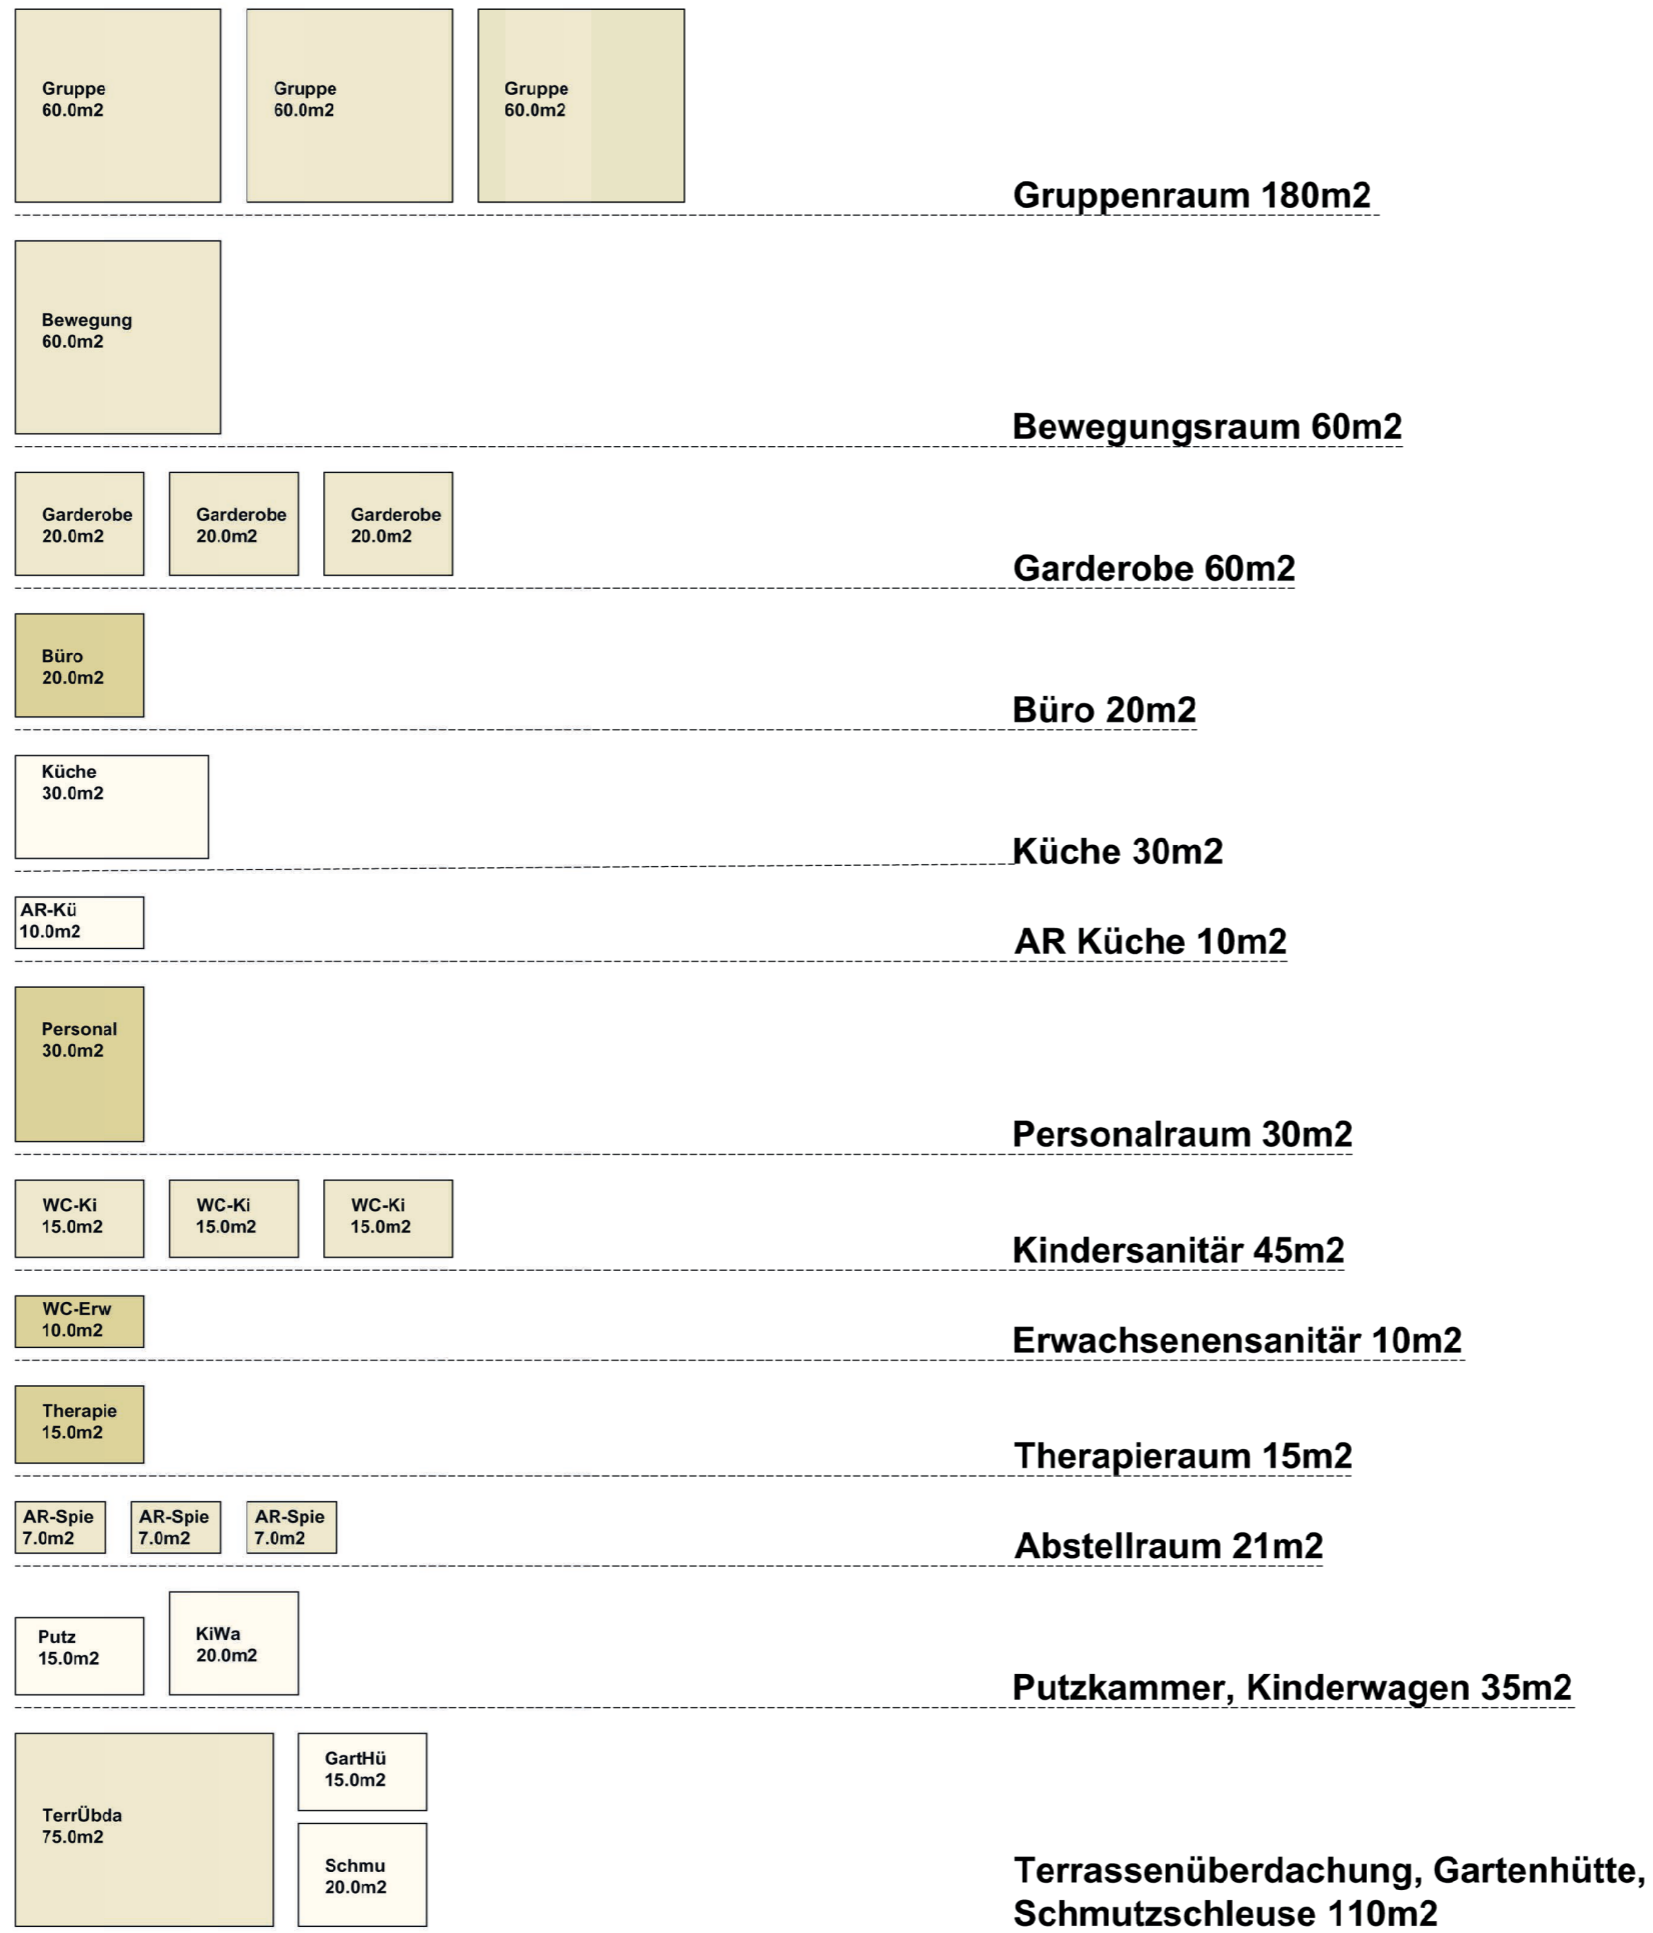 Gruppe
60.0m2
Gruppe
60.0m2
Gruppe
60.0m2
Gruppenraum 180m2
Bewegung
60.0m2
Bewegungsraum 60m2
Garderobe
20.0m2
Garderobe
20.0m2
Garderobe
20.0m2
Garderobe 60m2
Büro
20.0m2
Büro 20m2
Küche
30.0m2
Küche 30m2
AR-Kü
10.0m2
AR Küche 10m2
Personal
30.0m2
Personalraum 30m2
WC-Ki
15.0m2
WC-Ki
15.0m2
WC-Ki
15.0m2
Kindersanitär 45m2
WC-Erw
10.0m2
Erwachsenensanitär 10m2
Therapie
15.0m2
Therapieraum 15m2
AR-Spie
7.0m2
AR-Spie
7.0m2
AR-Spie
7.0m2
Abstellraum 21m2
Putz
15.0m2
KiWa
20.0m2
Putzkammer, Kinderwagen 35m2
TerrÜbda
75.0m2
GartHü
15.0m2
Schmu
20.0m2
Terrassenüberdachung, Gartenhütte,
Schmutzschleuse 110m2